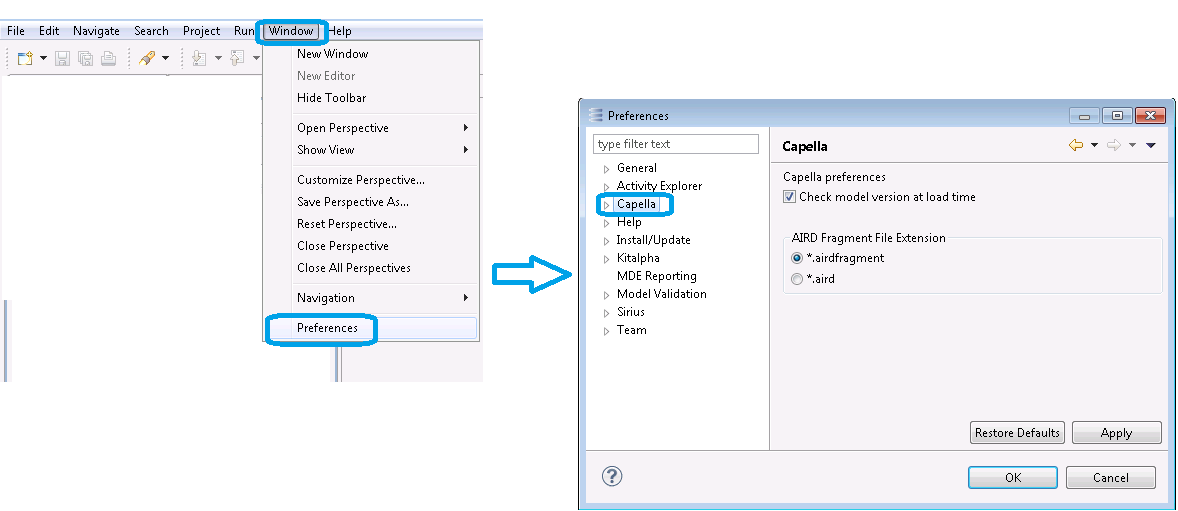 File Edit Navigate Search Project Run Window Help
New Window
New Editor
Hide Toolbar
Open Perspective
Show View
Customize Perspective...
Save Perspective As...
Reset Perspective...
Close Perspective
Close All Perspectives
Navigation
Preferences
Preferences
type filter text
General
Activity Explorer
Capella
Help
Install/Update
Kitalpha
MDE Reporting
Model Validation
Sirius
Team
Capella
Capella preferences
Check model version at load time
AIRD Fragment File Extension
*.airdfragment
*.aird
Restore Defaults Apply
? OK Cancel